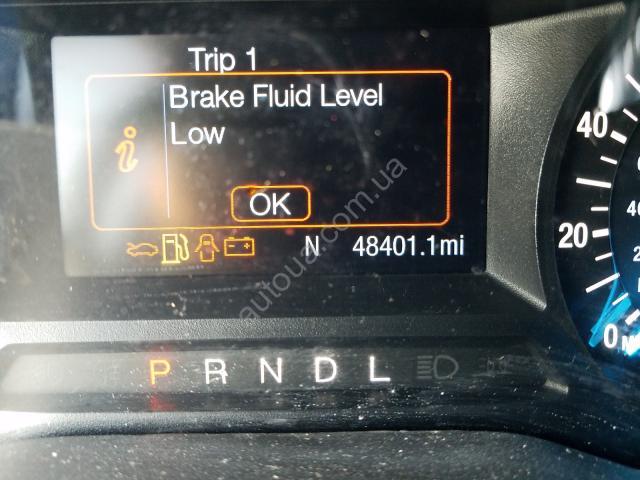 Trip 1
Brake Fluid Level
Low
OK
N 48401.1mi
P R N D L
40
20
0
autoua.com.ua